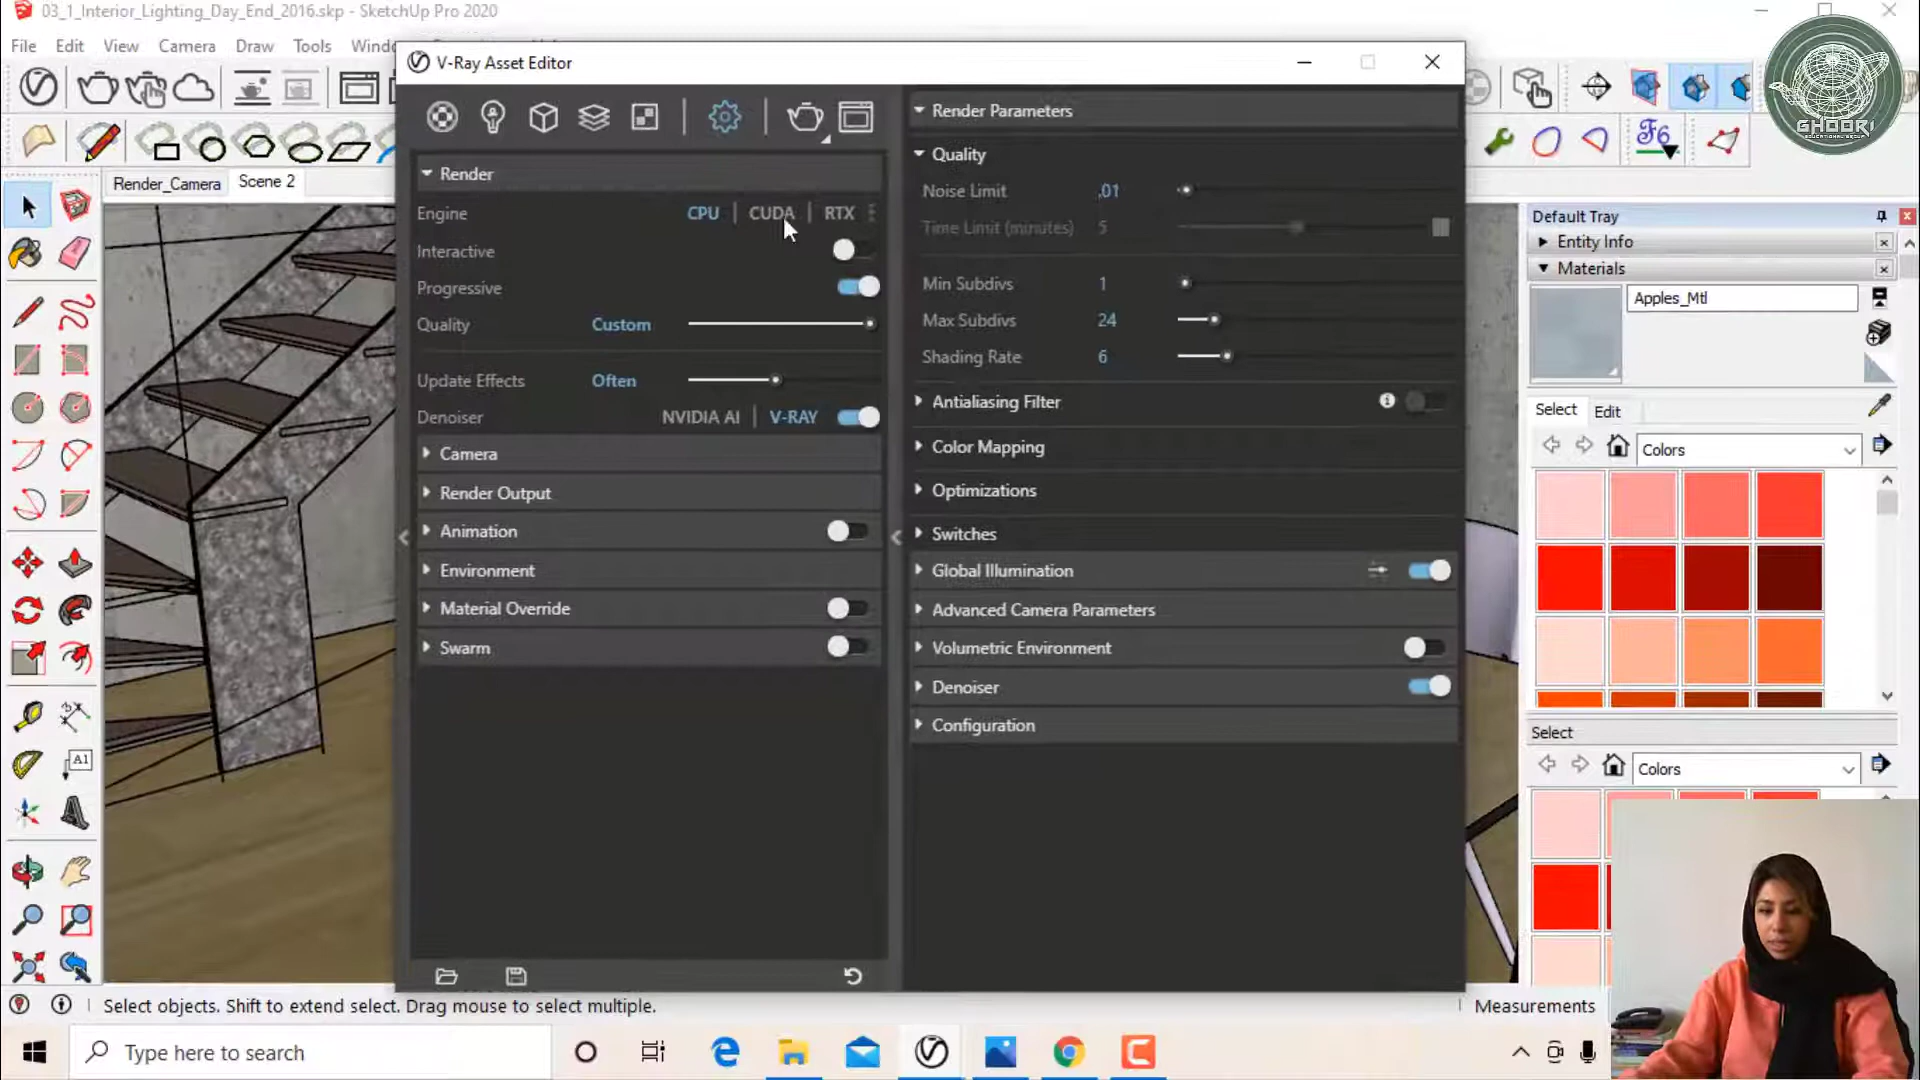 03_1_Interior_Lighting_Day_End_2016.skp - SketchUp Pro 2020
File Edit View Camera Draw Tools Windo
V-Ray Asset Editor
GHOORI
EDUCATIONAL GROUP
Render_Camera Scene 2
Render
Engine CPU | CUDA | RTX
Interactive
Progressive
Quality Custom
Update Effects Often
Denoiser NVIDIA AI | V-RAY
Camera
Render Output
Animation
Environment
Material Override
Swarm
Render Parameters
Quality
Noise Limit .01
Time Limit (minutes) 5
Min Subdivs 1
Max Subdivs 24
Shading Rate 6
Antialiasing Filter
Color Mapping
Optimizations
Switches
Global Illumination
Advanced Camera Parameters
Volumetric Environment
Denoiser
Configuration
F6
Default Tray
Entity Info
Materials
Apples_Mtl
Select Edit
Colors
Select
Colors
A1
Select objects. Shift to extend select. Drag mouse to select multiple.
Measurements
Type here to search